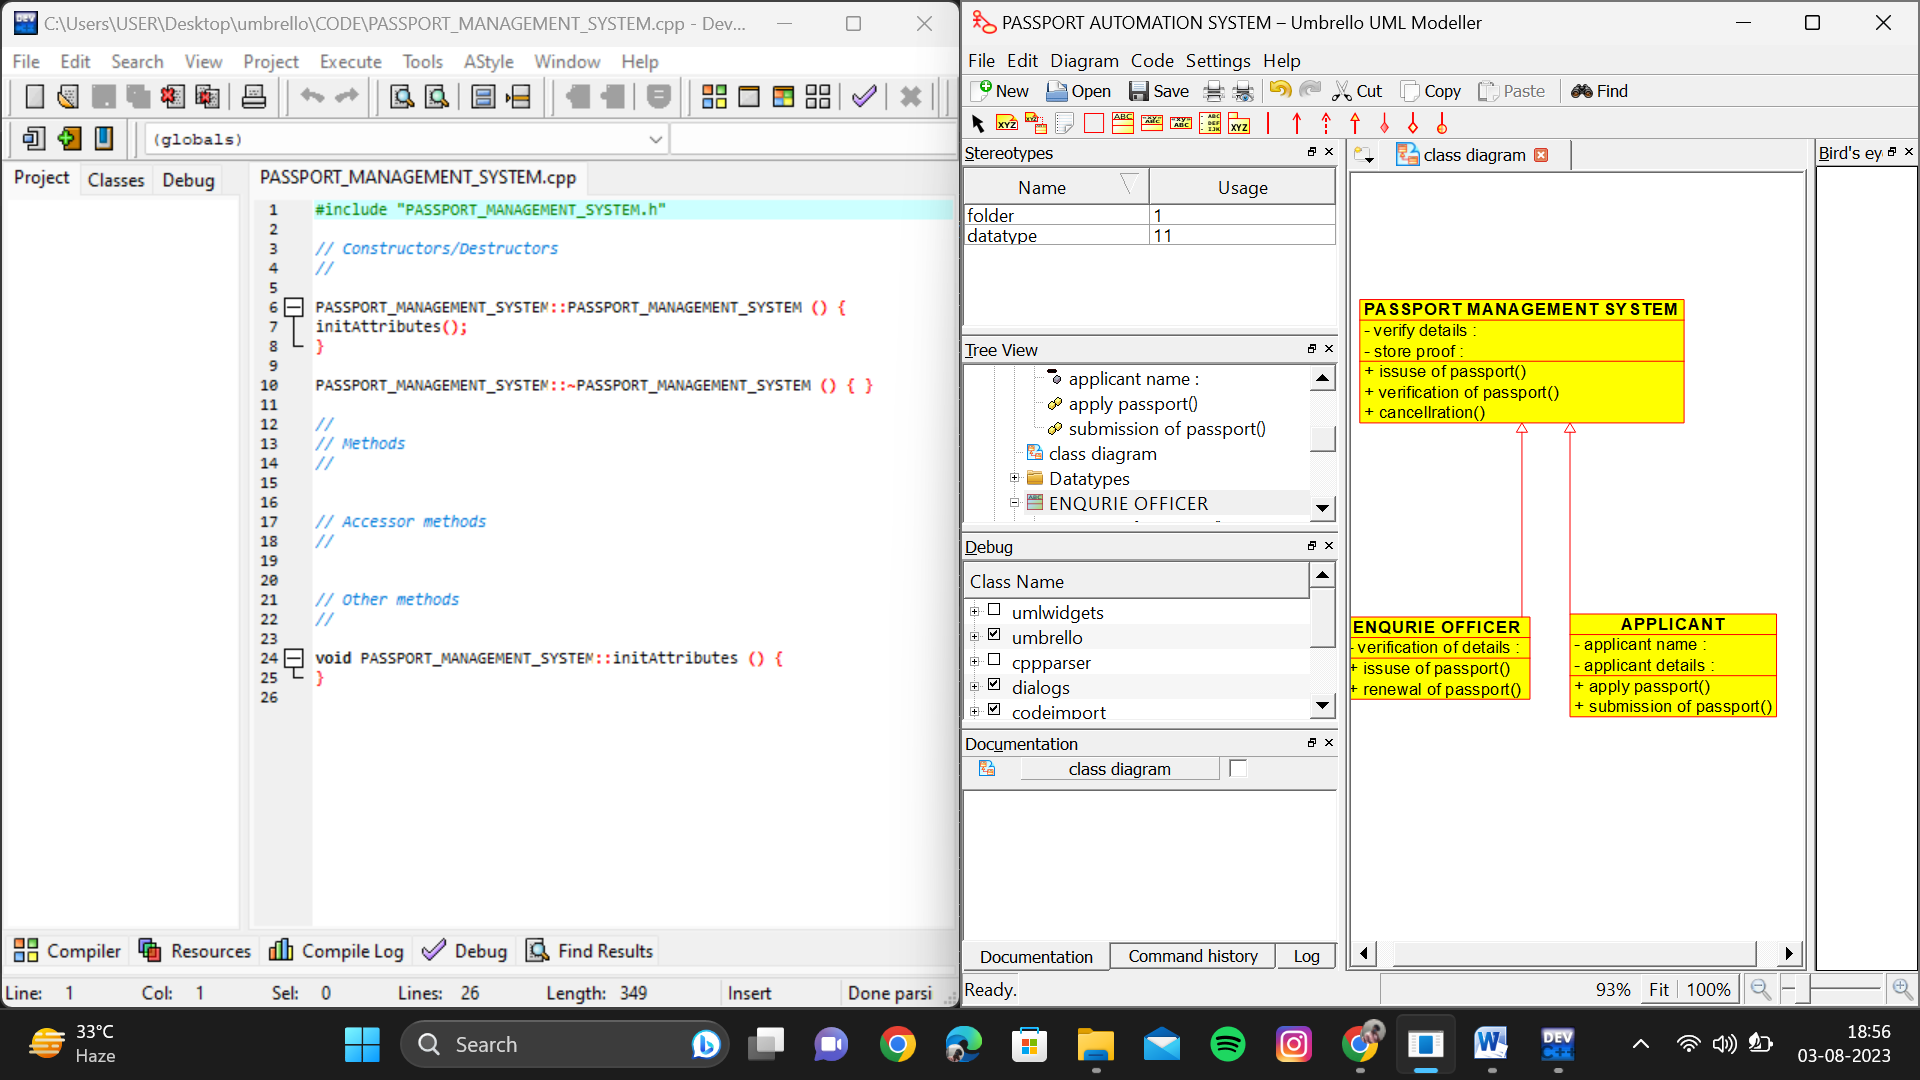 C:\Users\USER\Desktop\umbrello\CODE\PASSPORT_MANAGEMENT_SYSTEM.cpp - Dev...
File Edit Search View Project Execute Tools AStyle Window Help
(globals)
Project Classes Debug
PASSPORT_MANAGEMENT_SYSTEM.cpp
1 #include "PASSPORT_MANAGEMENT_SYSTEM.h"
2
3 // Constructors/Destructors
4 //
5
6 PASSPORT_MANAGEMENT_SYSTEM::PASSPORT_MANAGEMENT_SYSTEM () {
7 initAttributes();
8 }
9
10 PASSPORT_MANAGEMENT_SYSTEM::~PASSPORT_MANAGEMENT_SYSTEM () { }
11
12 //
13 // Methods
14 //
15
16
17 // Accessor methods
18 //
19
20
21 // Other methods
22 //
23
24 void PASSPORT_MANAGEMENT_SYSTEM::initAttributes () {
25 }
26
Compiler Resources Compile Log Debug Find Results
Line: 1 Col: 1 Sel: 0 Lines: 26 Length: 349 Insert Done parsi
PASSPORT AUTOMATION SYSTEM – Umbrello UML Modeller
File Edit Diagram Code Settings Help
New Open Save Cut Copy Paste Find
Stereotypes
Name Usage
folder 1
datatype 11
Tree View
applicant name :
apply passport()
submission of passport()
class diagram
Datatypes
ENQURIE OFFICER
Debug
Class Name
umlwidgets
umbrello
cppparser
dialogs
codeimport
Documentation
class diagram
Documentation Command history Log
Ready.
class diagram
Bird's ey
PASSPORT MANAGEMENT SYSTEM
- verify details :
- store proof :
+ issuse of passport()
+ verification of passport()
+ cancellration()
ENQURIE OFFICER
- verification of details :
+ issuse of passport()
+ renewal of passport()
APPLICANT
- applicant name :
- applicant details :
+ apply passport()
+ submission of passport()
93% Fit 100%
33°C
Haze
Search
DEV
C++
18:56
03-08-2023